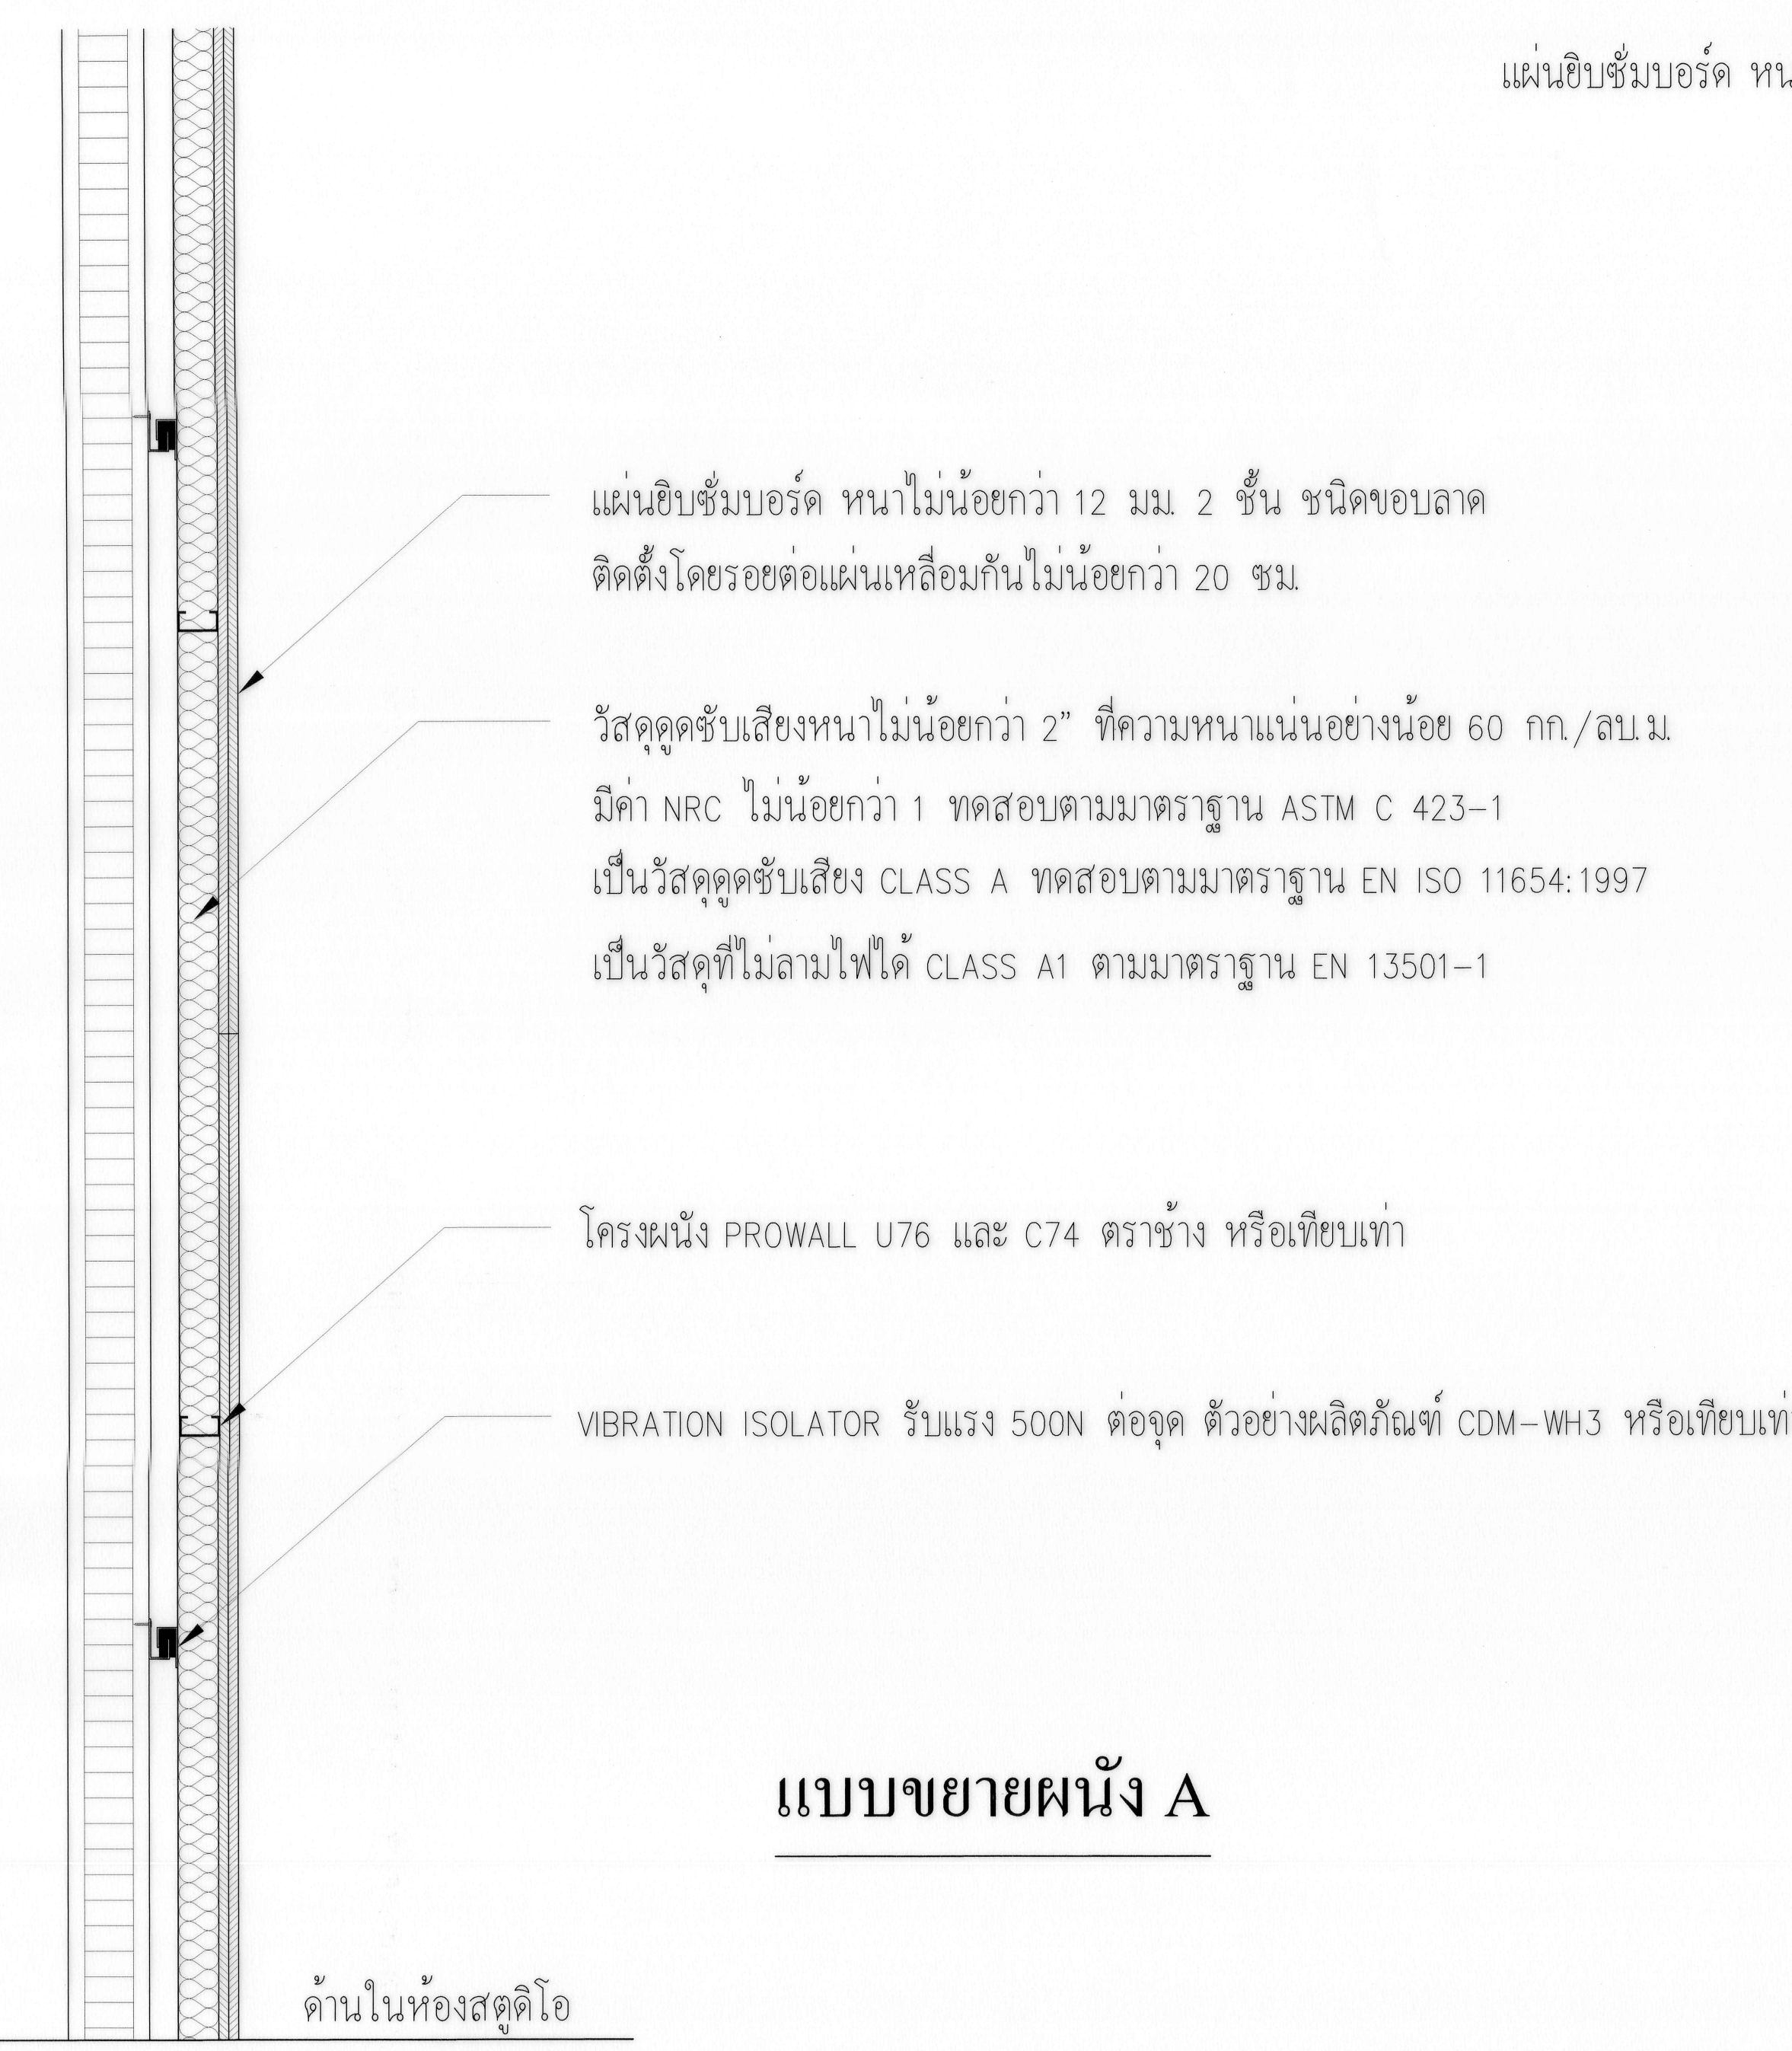 แผ่นยิบซั่มบอร์ด
แผ่นยิบซั่มบอร์ด หนาไม่น้อยกว่า 12 มม. 2 ชั้น ชนิดขอบลาด
ติดตั้งโดยรอยต่อแผ่นเหลื่อมกันไม่น้อยกว่า 20 ซม.
วัสดุดูดซับเสียงหนาไม่น้อยกว่า 2" ที่ความหนาแน่นอย่างน้อย 60 กก./ลบ.ม.
มีค่า NRC ไม่น้อยกว่า 1 ทดสอบตามมาตราฐาน ASTM C 423-1
เป็นวัสดุดูดซับเสียง CLASS A ทดสอบตามมาตราฐาน EN ISO 11654:1997
เป็นวัสดุที่ไม่ลามไฟได้ CLASS A1 ตามมาตราฐาน EN 13501-1
โครงผนัง PROWALL U76 และ C74 ตราช้าง หรือเทียบเท่า
VIBRATION ISOLATOR รับแรง 500N ต่อจุด ตัวอย่างผลิตภัณฑ์ CDM-WH3 หรือเทียบเท่า
แบบขยายผนัง A
ด้านในห้องสตูดิโอ